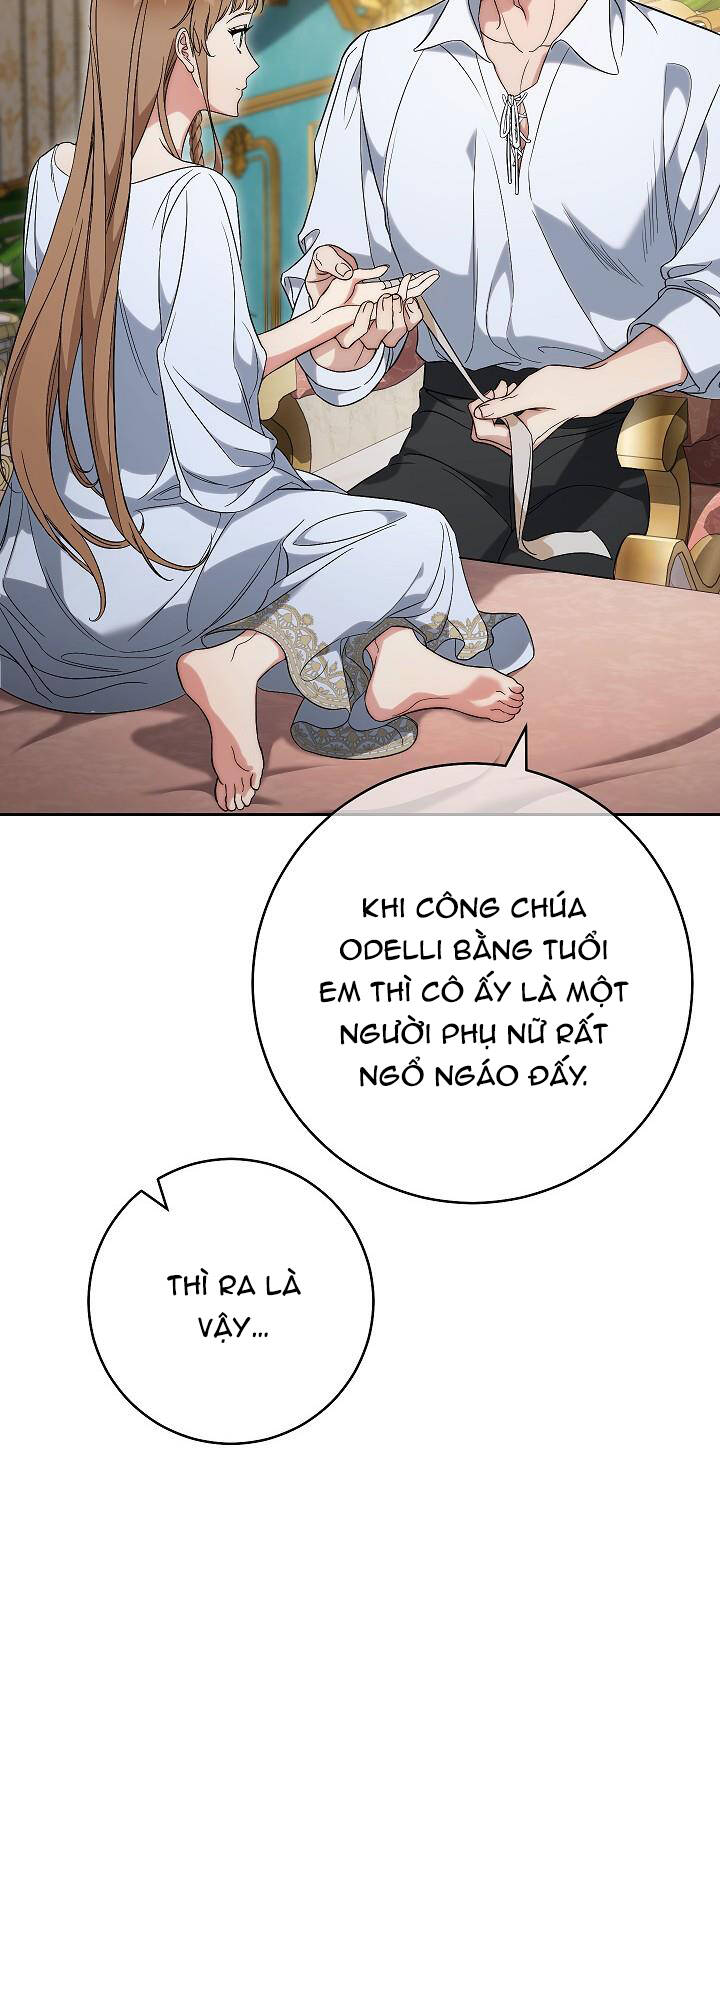 KHI CÔNG CHÚA
ODELLI BẰNG TUỔI
EM THÌ CÔ ẤY LÀ MỘT
NGƯỜI PHỤ NỮ RẤT
NGỔ NGÁO ĐẤY.
THÌ RA LÀ
VẬY...